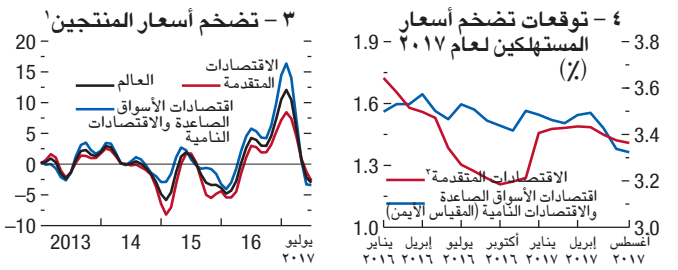 ٣ – تضخم أسعار المنتجين١
20
15
10
5
0
–5
–10
الاقتصادات
المتقدمة
العالم
اقتصادات الأسواق
الصاعدة والاقتصادات
النامية
2013
14
15
16
يوليو
٢٠١٧
٤ – توقعات تضخم أسعار
المستهلكين لعام ٢٠١٧
(٪)
1.9
1.6
1.3
1.0
3.8
3.6
3.4
3.2
3.0
الاقتصادات المتقدمة٢
اقتصادات الأسواق الصاعدة
والاقتصادات النامية (المقياس الأيمن)
يناير
٢٠١٦
إبريل
٢٠١٦
يوليو
٢٠١٦
أكتوبر
٢٠١٦
يناير
٢٠١٧
إبريل
٢٠١٧
أغسطس
٢٠١٧